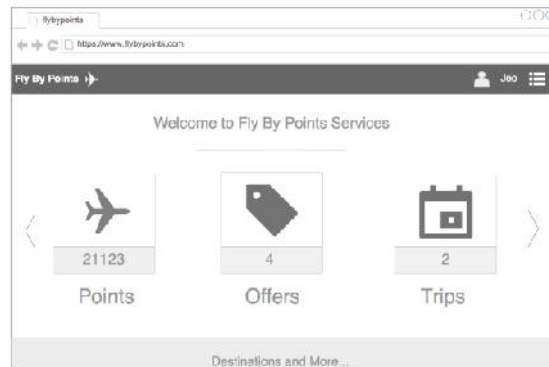 flybypoints
https://www.flybypoints.com
Fly By Points
Joo
Welcome to Fly By Points Services
21123
4
2
Points
Offers
Trips
Destinations and More...